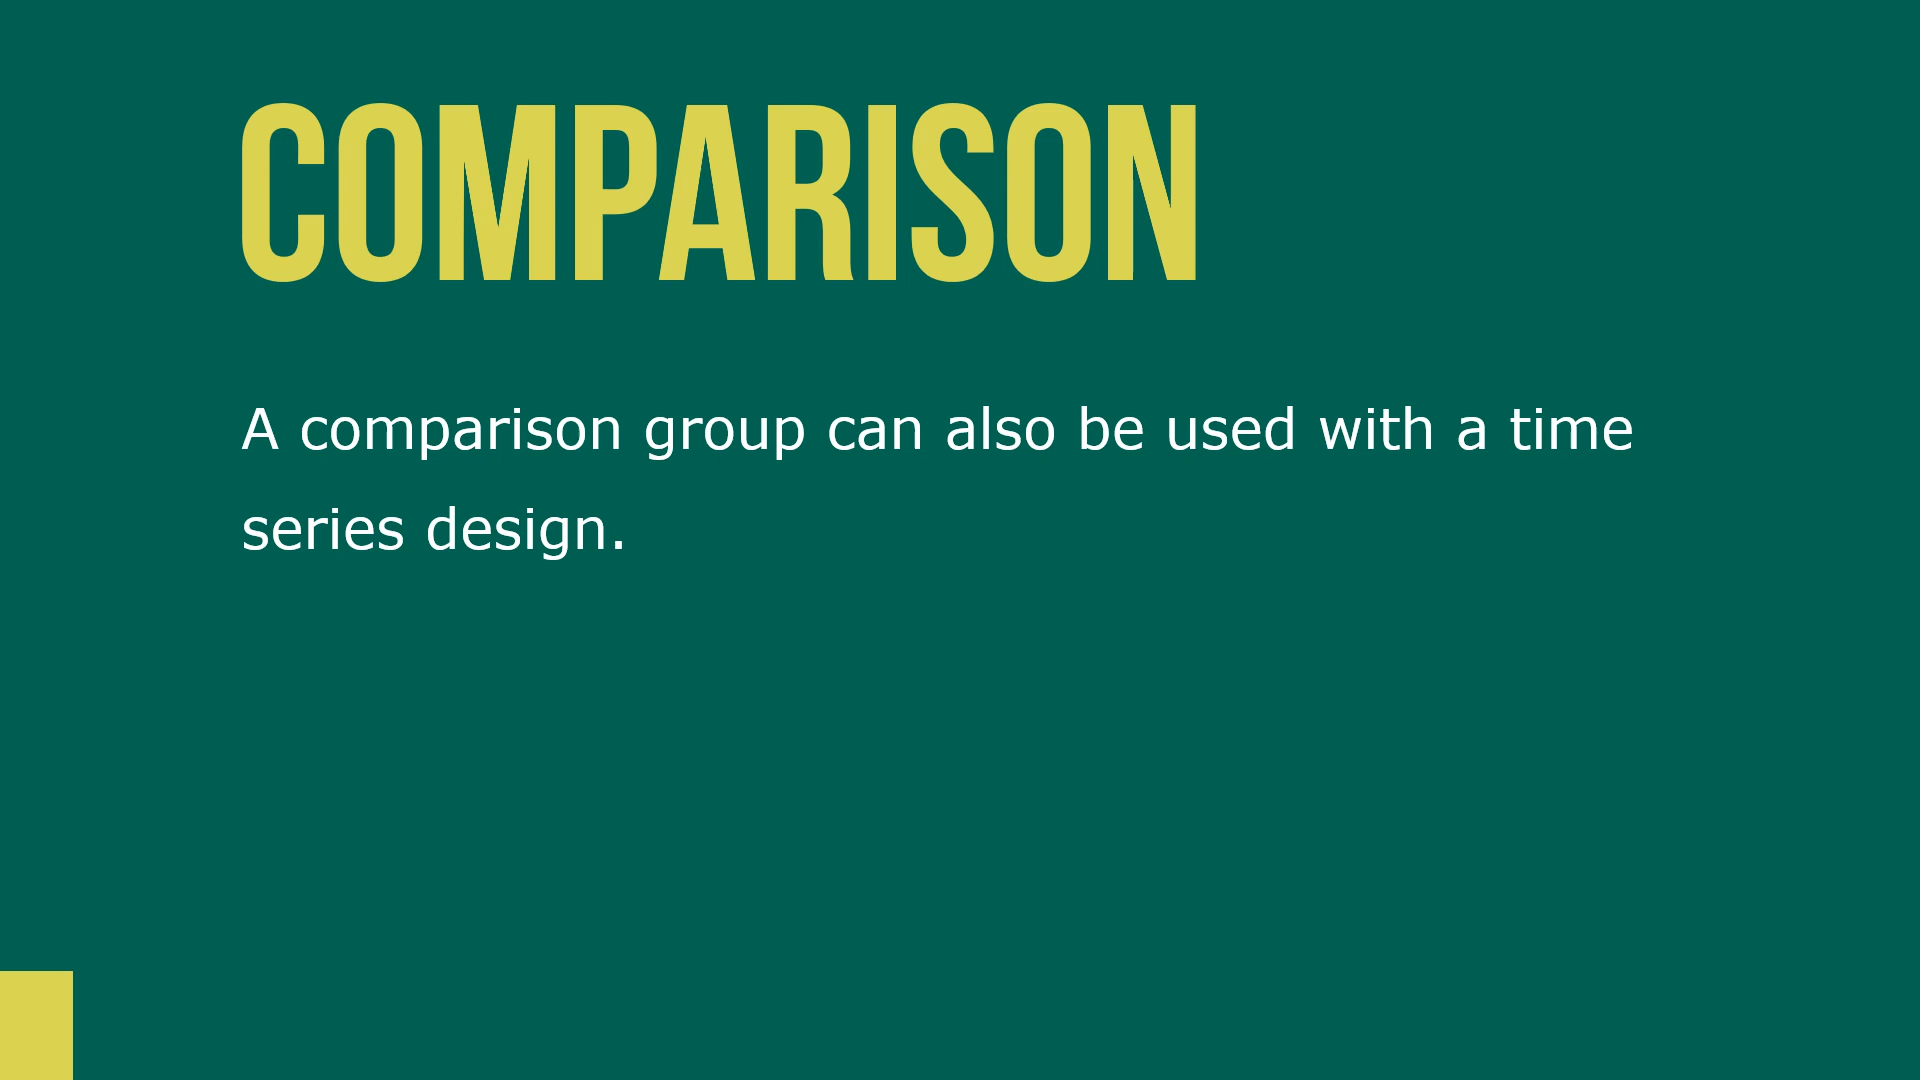 COMPARISON
A comparison group can also be used with a time
series design.